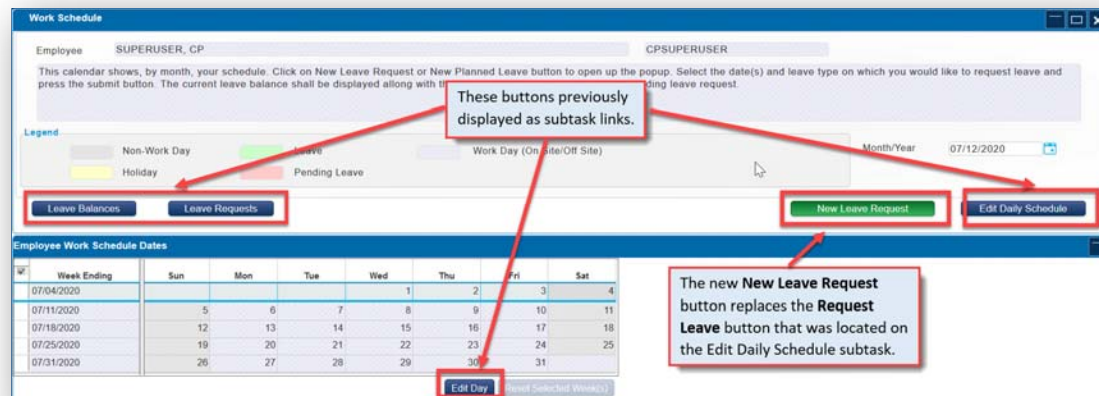 Work Schedule
Employee SUPERUSER, CP CPSUPERUSER
This calendar shows, by month, your schedule. Click on New Leave Request or New Planned Leave button to open up the popup. Select the date(s) and leave type on which you would like to request leave and
press the submit button. The current leave balance shall be displayed allong with th ding leave request.
These buttons previously
displayed as subtask links.
Legend
Non-Work Day Leave Work Day (On Site/Off Site) Month/Year 07/12/2020
Holiday Pending Leave
Leave Balances Leave Requests New Leave Request Edit Daily Schedule
Employee Work Schedule Dates
Week Ending Sun Mon Tue Wed Thu Fri Sat
07/04/2020 1 2 3 4
07/11/2020 5 6 7 8 9 10 11
07/18/2020 12 13 14 15 16 17 18
07/25/2020 19 20 21 22 23 24 25
07/31/2020 26 27 28 29 30 31
Edit Day Reset Selected Week(s)
The new New Leave Request
button replaces the Request
Leave button that was located on
the Edit Daily Schedule subtask.